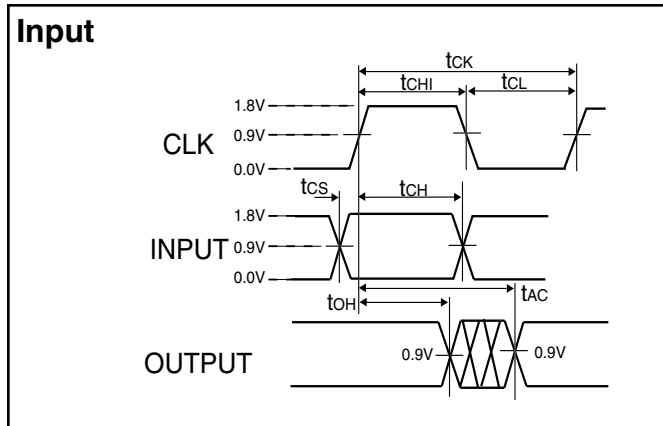 Input
tCK
tCHI tCL
1.8V
CLK 0.9V
0.0V
tCS tCH
1.8V
INPUT 0.9V
0.0V
tOH tAC
OUTPUT 0.9V 0.9V